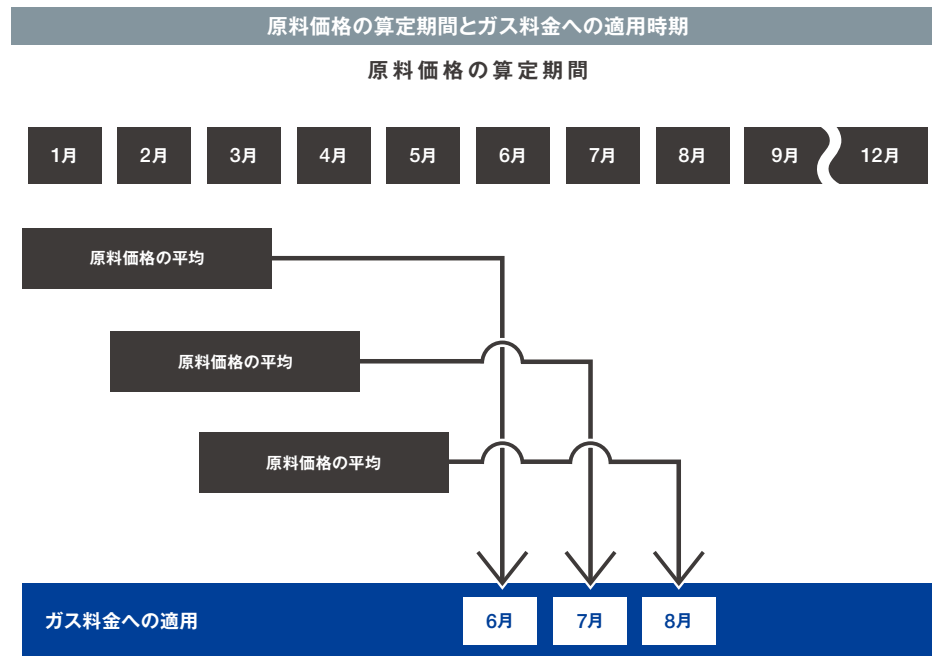 原料価格の算定期間とガス料金への適用時期
原料価格の算定期間
1月 2月 3月 4月 5月 6月 7月 8月 9月 12月
原料価格の平均
原料価格の平均
原料価格の平均
ガス料金への適用 6月 7月 8月